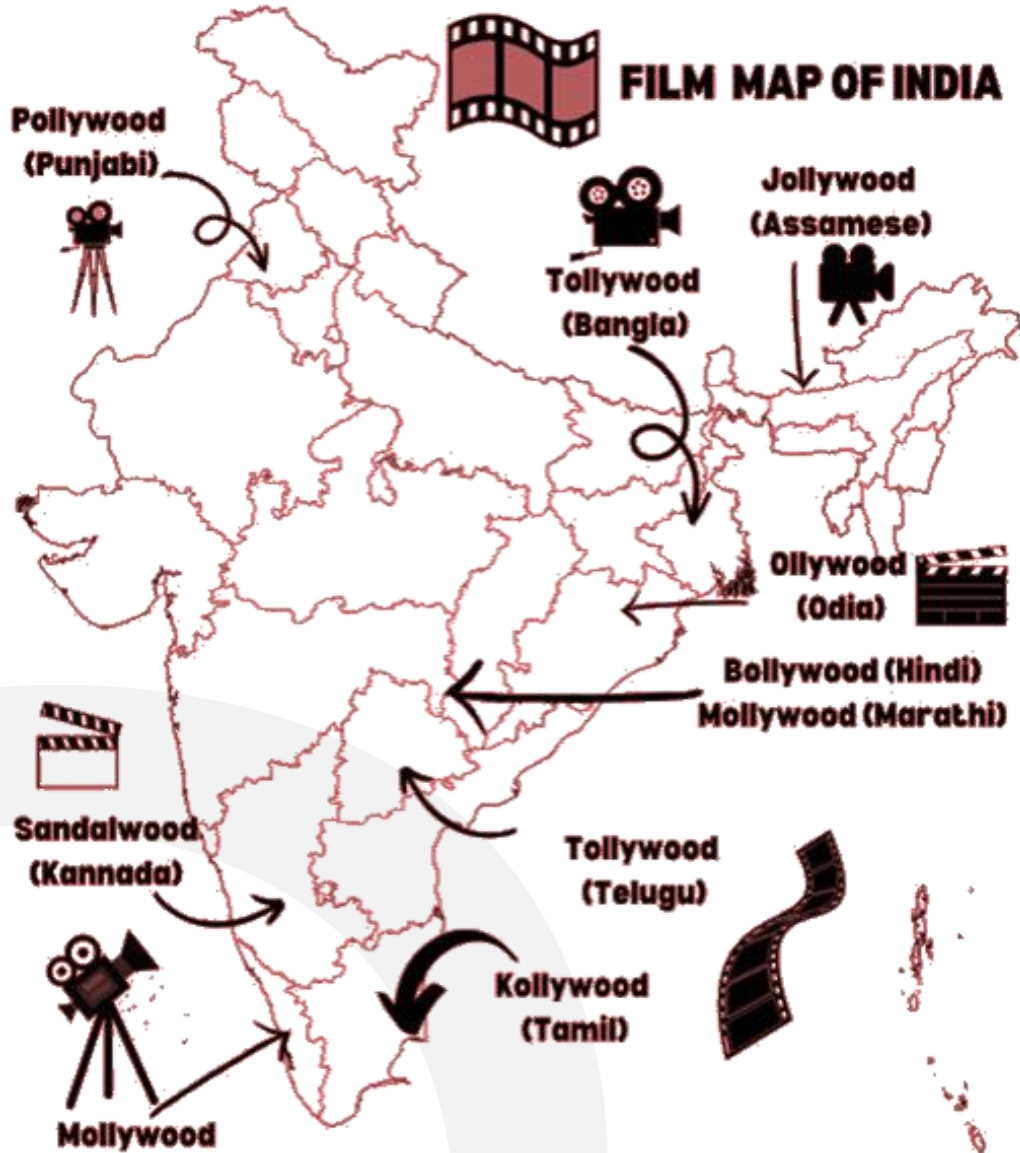 FILM MAP OF INDIA
Pollywood
(Punjabi)
Jollywood
(Assamese)
Tollywood
(Bangla)
Ollywood
(Odia)
Bollywood (Hindi)
Mollywood (Marathi)
Sandalwood
(Kannada)
Tollywood
(Telugu)
Kollywood
(Tamil)
Mollywood